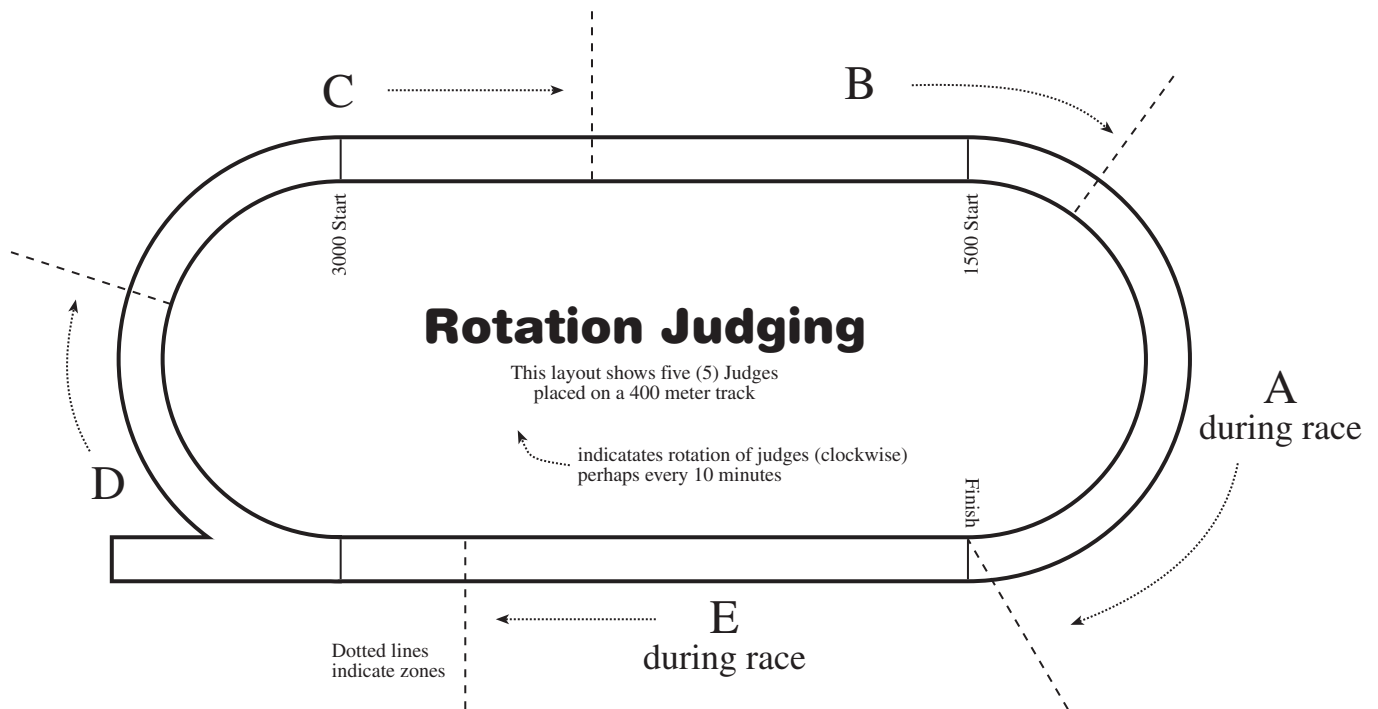 C
B
3000 Start
1500 Start
Rotation Judging
This layout shows five (5) Judges
placed on a 400 meter track
A
during race
indicatates rotation of judges (clockwise)
perhaps every 10 minutes
D
Finish
E
during race
Dotted lines
indicate zones